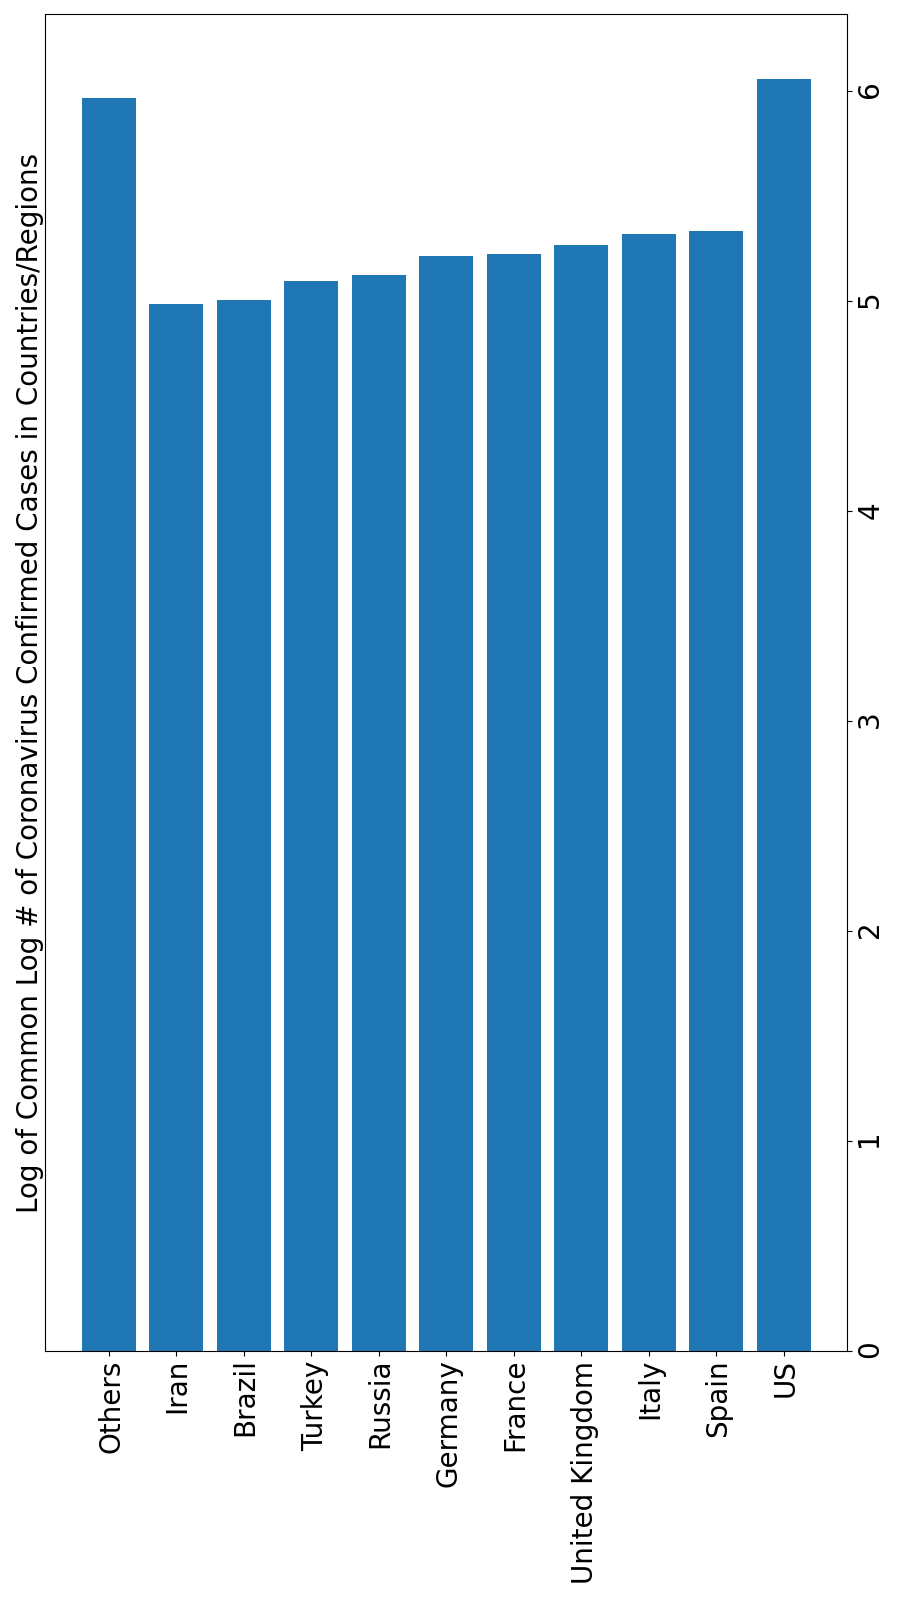 Log of Common Log # of Coronavirus Confirmed Cases in Countries/Regions
Others
Iran
Brazil
Turkey
Russia
Germany
France
United Kingdom
Italy
Spain
US
0
1
2
3
4
5
6